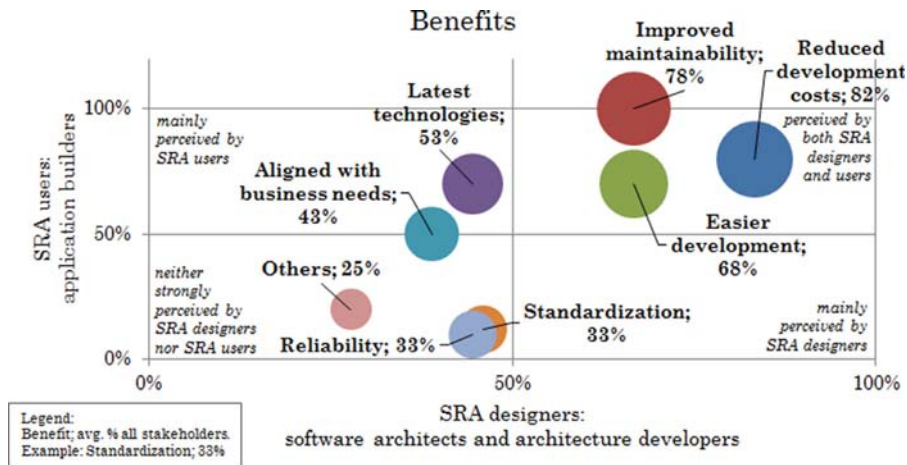 Benefits
Improved
maintainability;
78%
Reduced
development
costs; 82%
perceived by
both SRA
designers
and users
Latest
technologies;
53%
mainly
perceived by
SRA users
Aligned with
business needs;
43%
Easier
development;
68%
Others; 25%
neither
strongly
perceived by
SRA designers
nor SRA users
Reliability; 33%
Standardization;
33%
mainly
perceived by
SRA designers
100%
50%
0%
SRA users:
application builders
0%
50%
100%
SRA designers:
software architects and architecture developers
Legend:
Benefit; avg. % all stakeholders.
Example: Standardization; 33%